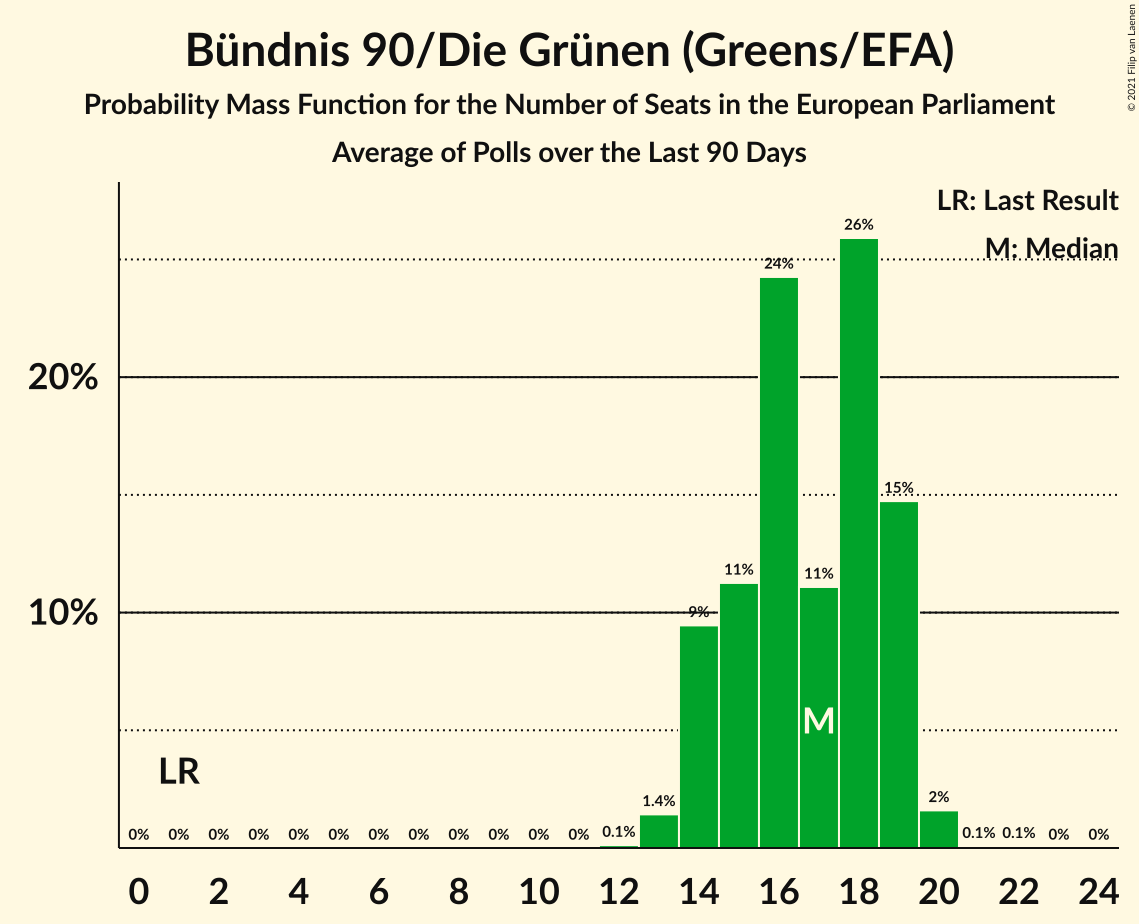 Bündnis 90/Die Grünen (Greens/EFA)
Probability Mass Function for the Number of Seats in the European Parliament
Average of Polls over the Last 90 Days
© 2021 Filip van Laenen
LR: Last Result
M: Median
26%
24%
20%
15%
11%
11%
10%
9%
M
LR
1.4%
2%
0% 0% 0% 0% 0% 0% 0% 0% 0% 0% 0% 0% 0.1% 0.1% 0.1% 0% 0%
0 2 4 6 8 10 12 14 16 18 20 22 24